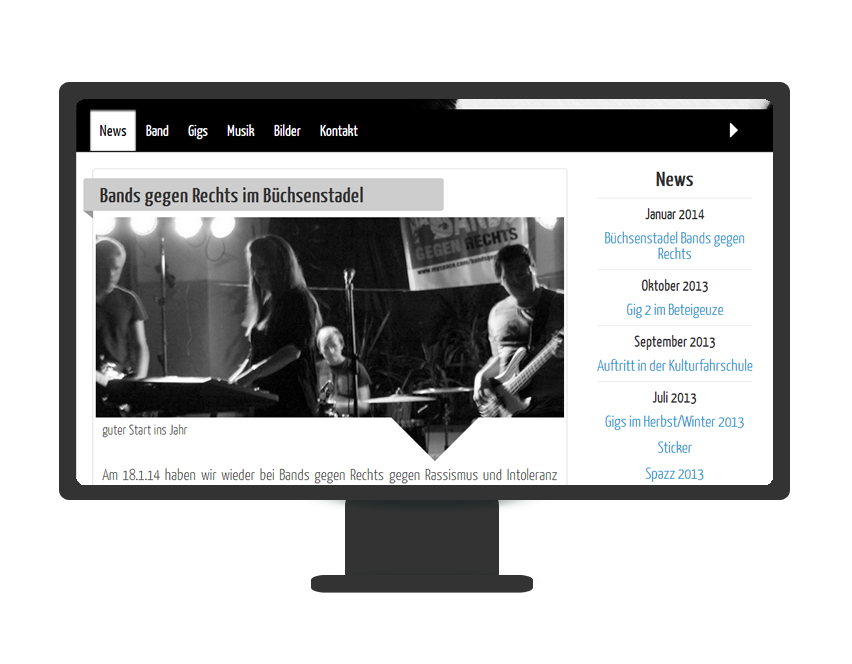 News Band Gigs Musik Bilder Kontakt
Bands gegen Rechts im Büchsenstadel
GEGEN RECHTS
guter Start ins Jahr
Am 18.1.14 haben wir wieder bei Bands gegen Rechts gegen Rassismus und Intoleranz
News
Januar 2014
Büchsenstadel Bands gegen
Rechts
Oktober 2013
Gig 2 im Beteigeuze
September 2013
Auftritt in der Kulturfahrschule
Juli 2013
Gigs im Herbst/Winter 2013
Sticker
Spazz 2013